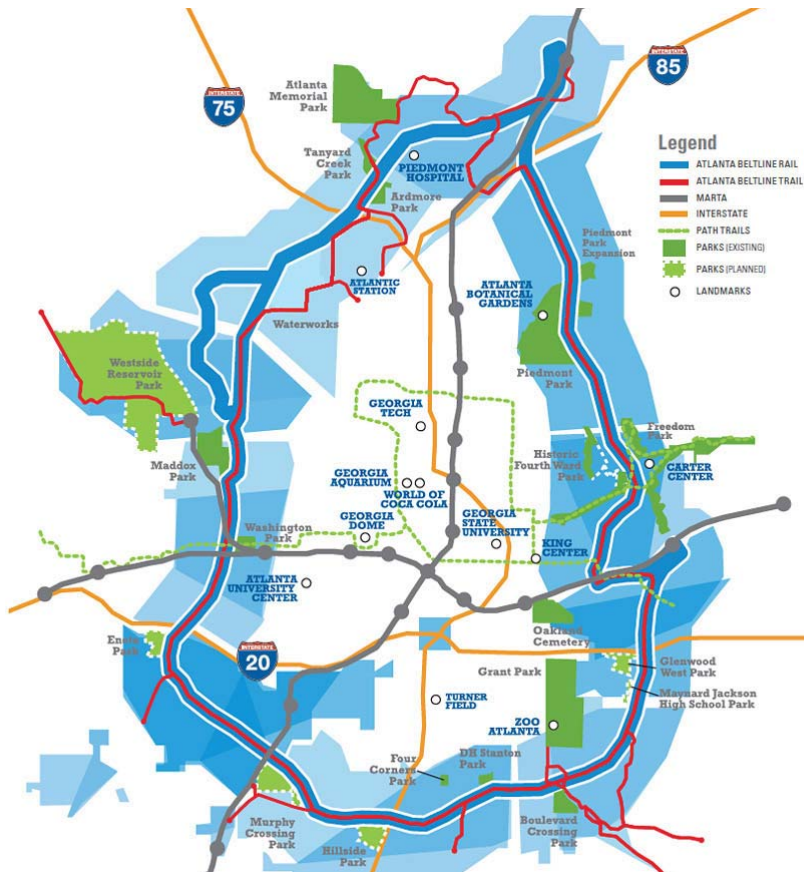 INTERSTATE
75
INTERSTATE
85
Atlanta
Memorial
Park
Tanyard
Creek
Park
PIEDMONT
HOSPITAL
Ardmore
Park
Legend
ATLANTA BELTLINE RAIL
ATLANTA BELTLINE TRAIL
MARTA
INTERSTATE
PATH TRAILS
PARKS (EXISTING)
PARKS (PLANNED)
LANDMARKS
Piedmont
Park
Expansion
ATLANTIC
STATION
ATLANTA
BOTANICAL
GARDENS
Waterworks
Westside
Reservoir
Park
Piedmont
Park
GEORGIA
TECH
Freedom
Park
Historic
Fourth Ward
Park
CARTER
CENTER
Maddox
Park
GEORGIA
AQUARIUM
WORLD OF
COCA COLA
GEORGIA
STATE
UNIVERSITY
Washington
Park
GEORGIA
DOME
KING
CENTER
ATLANTA
UNIVERSITY
CENTER
Oakland
Cemetery
Enota
Park
INTERSTATE
20
Grant Park
Glenwood
West Park
Maynard Jackson
High School Park
TURNER
FIELD
ZOO
ATLANTA
Four
Corners
Park
DH Stanton
Park
Murphy
Crossing
Park
Hillside
Park
Boulevard
Crossing
Park